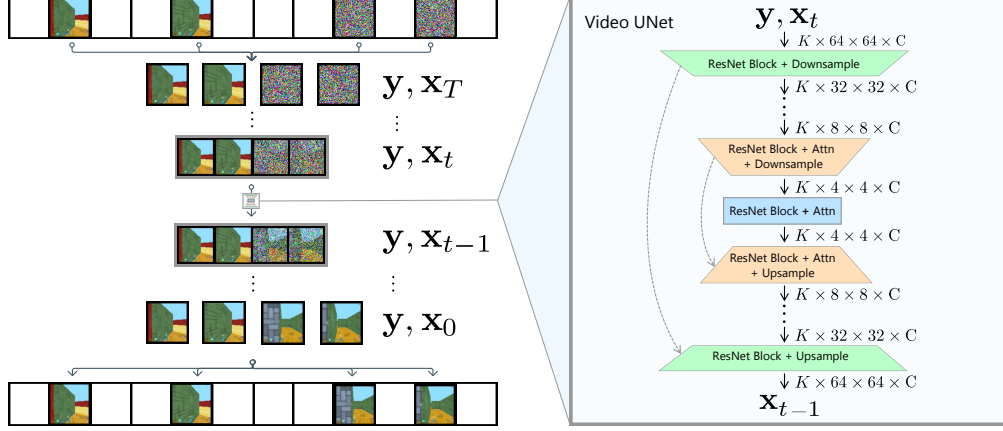 y, x_T
⋮ ⋮
y, x_t
y, x_{t−1}
⋮ ⋮
y, x_0
Video UNet
y, x_t
K × 64 × 64 × C
ResNet Block + Downsample
K × 32 × 32 × C
⋮
K × 8 × 8 × C
ResNet Block + Attn
+ Downsample
K × 4 × 4 × C
ResNet Block + Attn
K × 4 × 4 × C
ResNet Block + Attn
+ Upsample
K × 8 × 8 × C
⋮
K × 32 × 32 × C
ResNet Block + Upsample
K × 64 × 64 × C
x_{t−1}